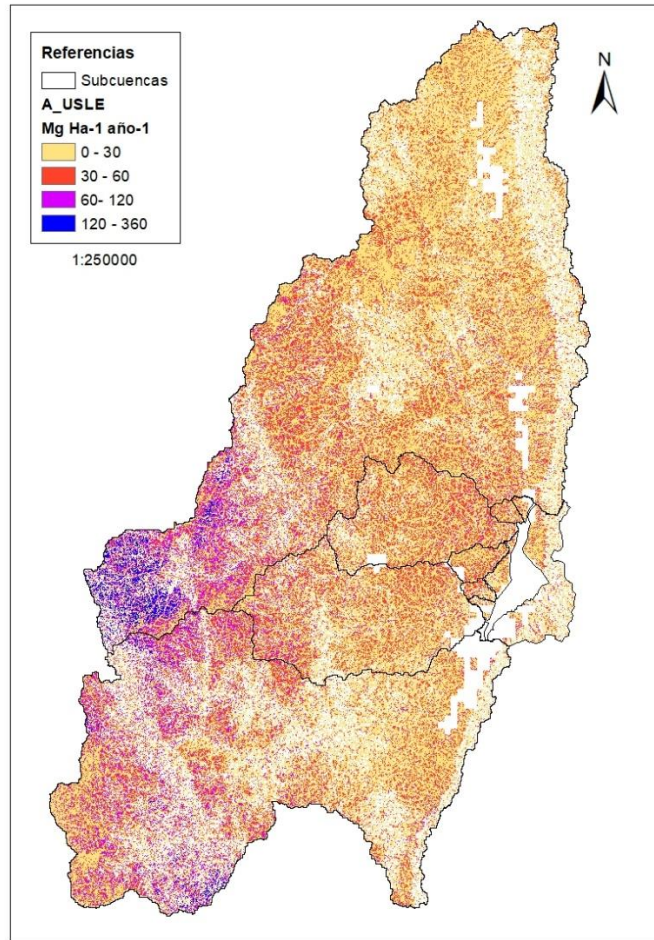 Referencias
Subcuencas
A_USLE
Mg Ha-1 año-1
0 - 30
30 - 60
60- 120
120 - 360
1:250000
N